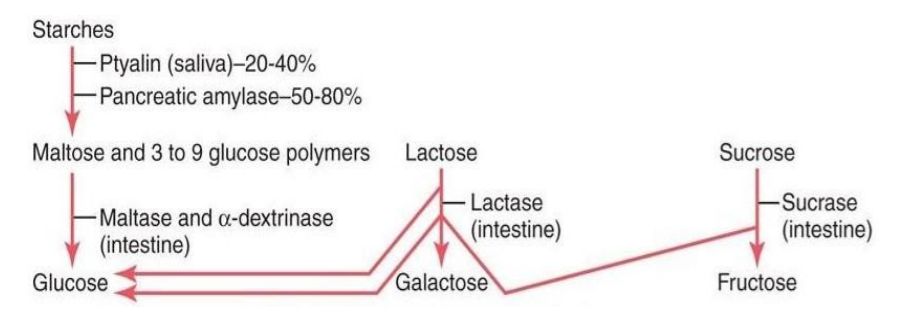 Starches
Ptyalin (saliva)–20-40%
Pancreatic amylase–50-80%
Maltose and 3 to 9 glucose polymers
Lactose
Sucrose
Maltase and α-dextrinase
(intestine)
Lactase
(intestine)
Sucrase
(intestine)
Glucose
Galactose
Fructose